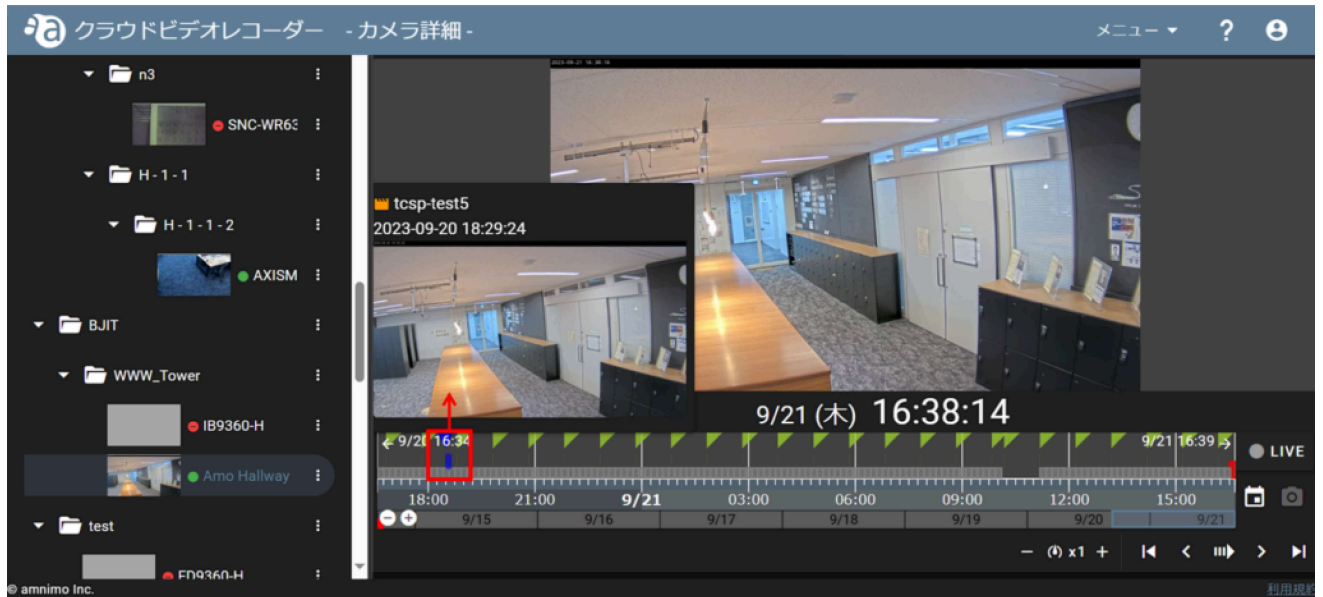 クラウドビデオレコーダー - カメラ詳細 -
メニュー ?
n3
SNC-WR63
H - 1 - 1
H - 1 - 1 - 2
AXISM
BJIT
WWW_Tower
IB9360-H
Amo Hallway
test
FD9360-H
2023-09-21 16:38:16
tcsp-test5
2023-09-20 18:29:24
9/21 (木) 16:38:14
9/20 16:34
9/21 16:39
LIVE
18:00 21:00 9/21 03:00 06:00 09:00 12:00 15:00
9/15 9/16 9/17 9/18 9/19 9/20 9/21
x1
© amnimo Inc.
利用規約